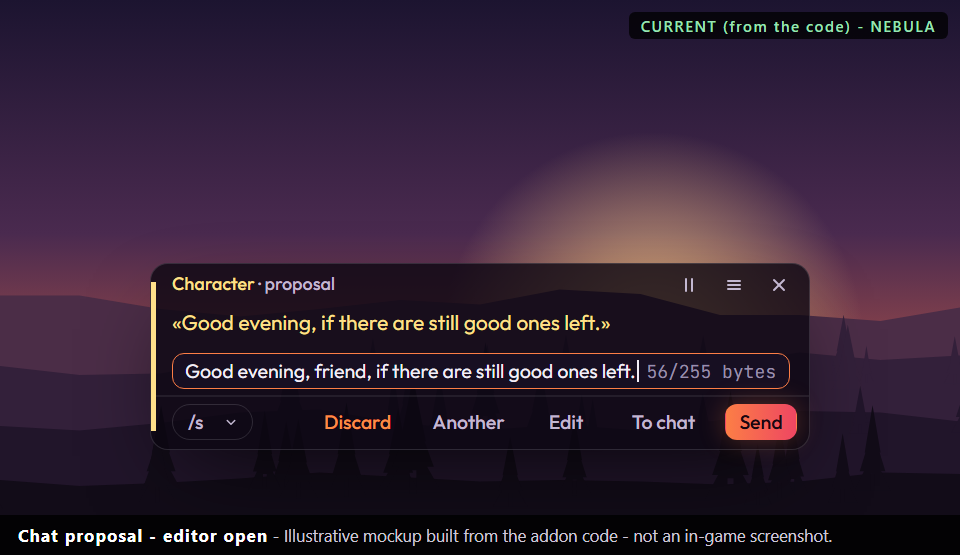 CURRENT (from the code) - NEBULA
Character · proposal
«Good evening, if there are still good ones left.»
Good evening, friend, if there are still good ones left. 56/255 bytes
/s Discard Another Edit To chat Send
Chat proposal - editor open - Illustrative mockup built from the addon code - not an in-game screenshot.